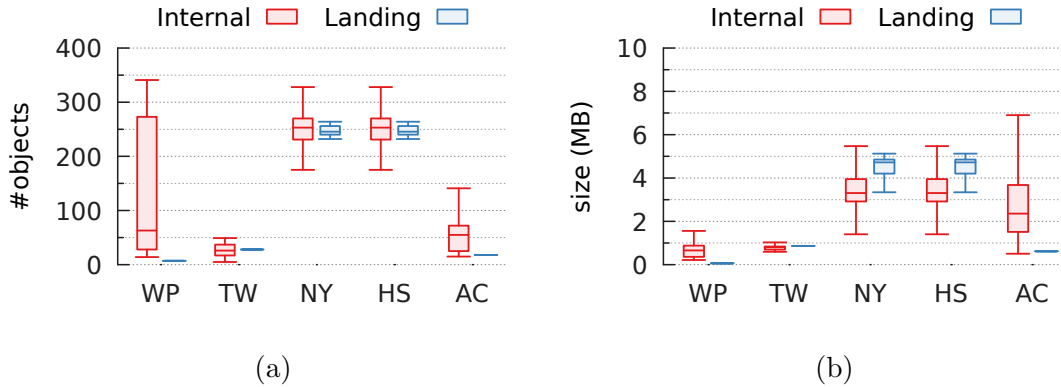 Internal Landing
400
300
200
100
0
#objects
WP TW NY HS AC
(a)
Internal Landing
10
8
6
4
2
0
size (MB)
WP TW NY HS AC
(b)